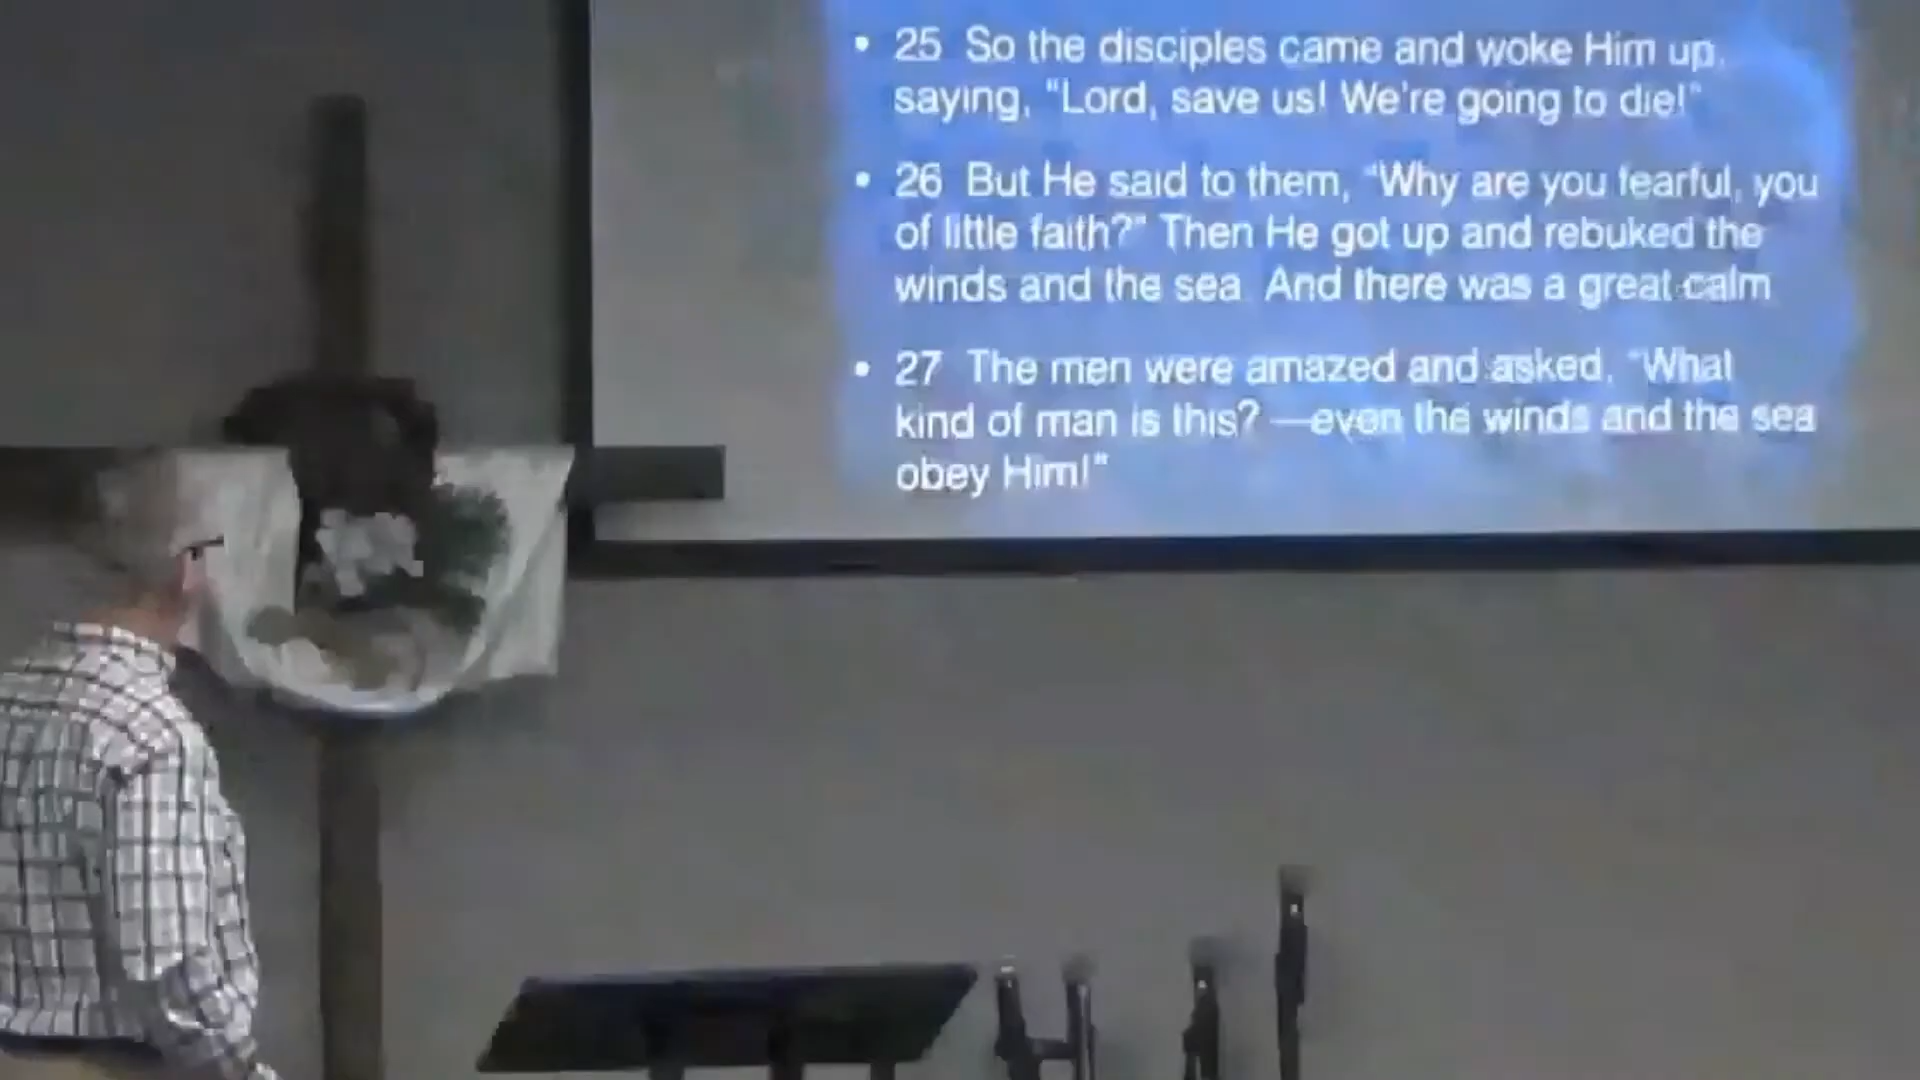 • 25 So the disciples came and woke Him up,
saying, "Lord, save us! We're going to die!"
• 26 But He said to them, "Why are you fearful, you
of little faith?" Then He got up and rebuked the
winds and the sea. And there was a great calm
• 27 The men were amazed and asked, "What
kind of man is this? —even the winds and the sea
obey Him!"